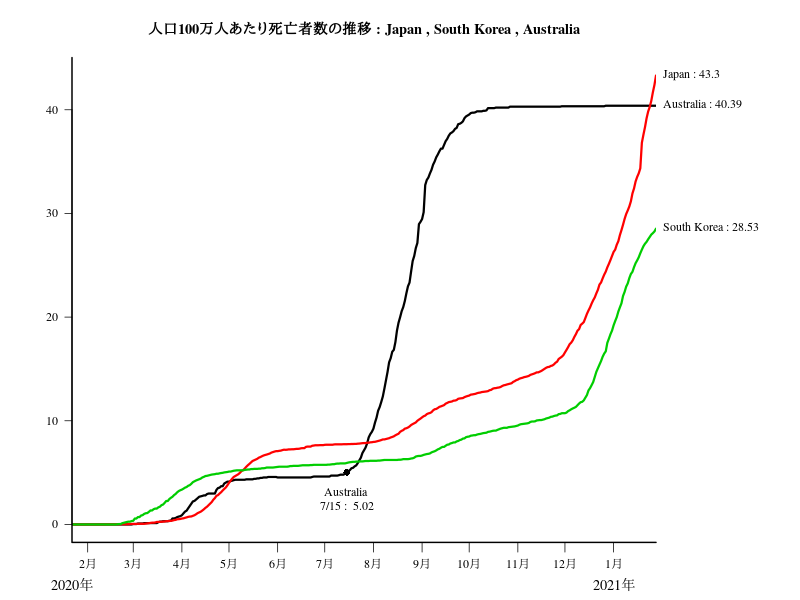 人口100万人あたり死亡者数の推移 : Japan , South Korea , Australia
Japan : 43.3
Australia : 40.39
40
30
South Korea : 28.53
20
10
Australia
7/15 : 5.02
0
2月 3月 4月 5月 6月 7月 8月 9月 10月 11月 12月 1月
2020年 2021年